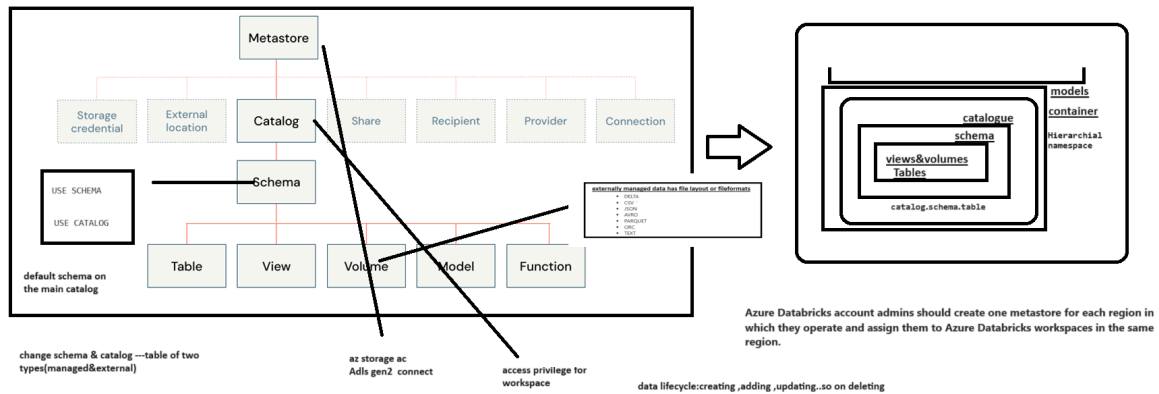 Metastore
Storage
credential
External
location
Catalog
Share
Recipient
Provider
Connection
Schema
USE SCHEMA
USE CATALOG
Table
View
Volume
Model
Function
default schema on
the main catalog
externally managed data has file layout or fileformats
• DELTA
• CSV
• JSON
• AVRO
• PARQUET
• ORC
• TEXT
change schema & catalog ---table of two
types(managed&external)
az storage ac
Adls gen2 connect
access privilege for
workspace
models
container
Hierarchial
namespace
catalogue
schema
views&volumes
Tables
catalog.schema.table
Azure Databricks account admins should create one metastore for each region in
which they operate and assign them to Azure Databricks workspaces in the same
region.
data lifecycle:creating ,adding ,updating..so on deleting